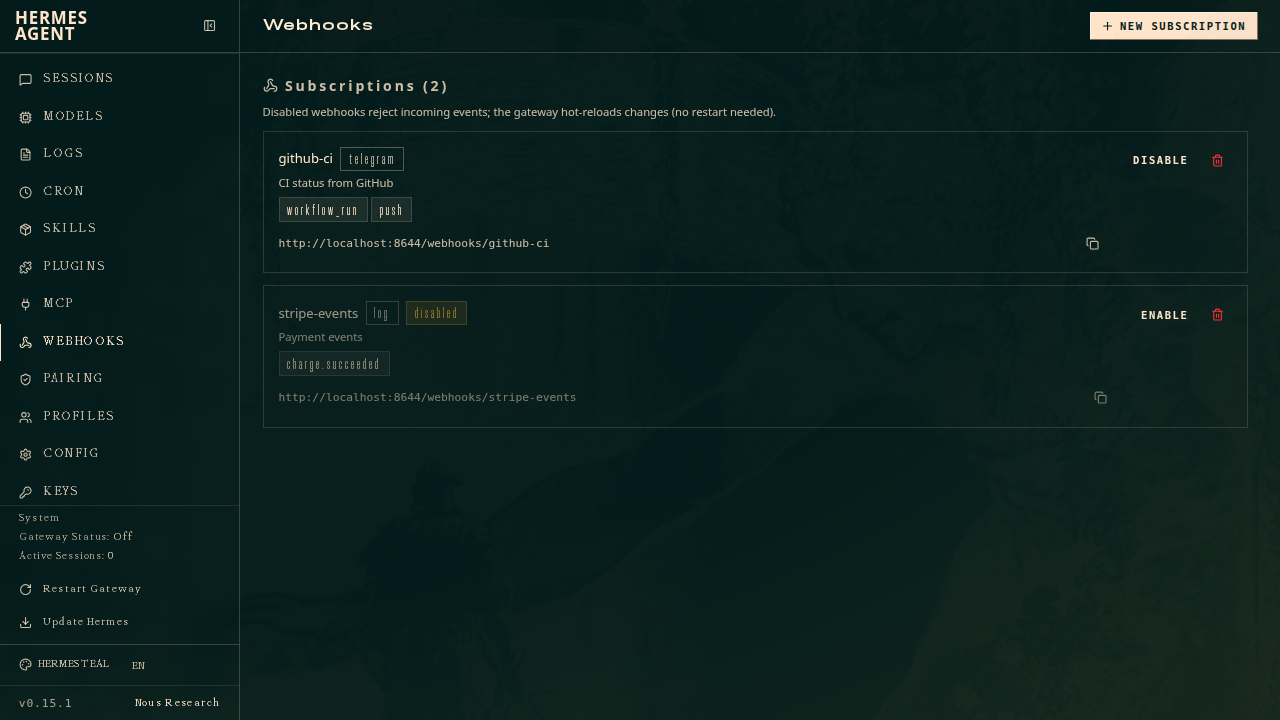 HERMES
AGENT
Webhooks
NEW SUBSCRIPTION
SESSIONS
MODELS
LOGS
CRON
SKILLS
PLUGINS
MCP
WEBHOOKS
PAIRING
PROFILES
CONFIG
KEYS
System
Gateway Status: Off
Active Sessions: 0
Restart Gateway
Update Hermes
HERMES TEAL EN
v0.15.1 Nous Research
Subscriptions (2)
Disabled webhooks reject incoming events; the gateway hot-reloads changes (no restart needed).
github-ci telegram DISABLE
CI status from GitHub
workflow_run push
http://localhost:8644/webhooks/github-ci
stripe-events log disabled ENABLE
Payment events
charge.succeeded
http://localhost:8644/webhooks/stripe-events